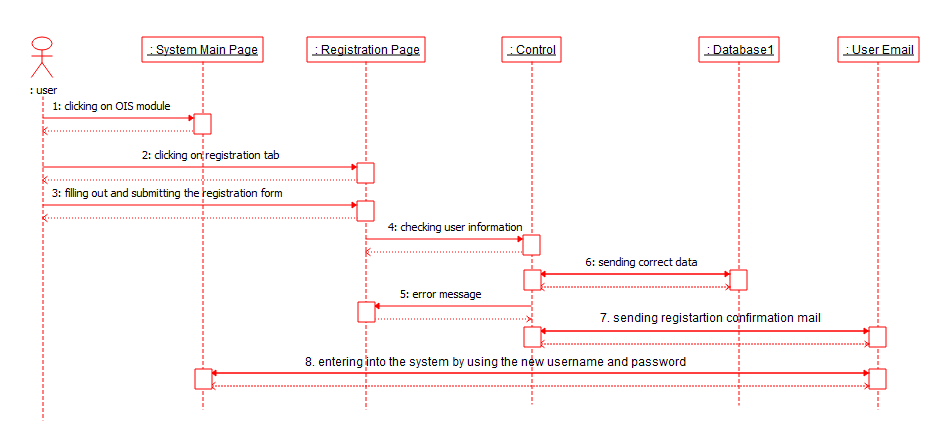 : System Main Page
: Registration Page
: Control
: Database1
: User Email
: user
1: clicking on OIS module
2: clicking on registration tab
3: filling out and submitting the registration form
4: checking user information
6: sending correct data
5: error message
7. sending registartion confirmation mail
8. entering into the system by using the new username and password